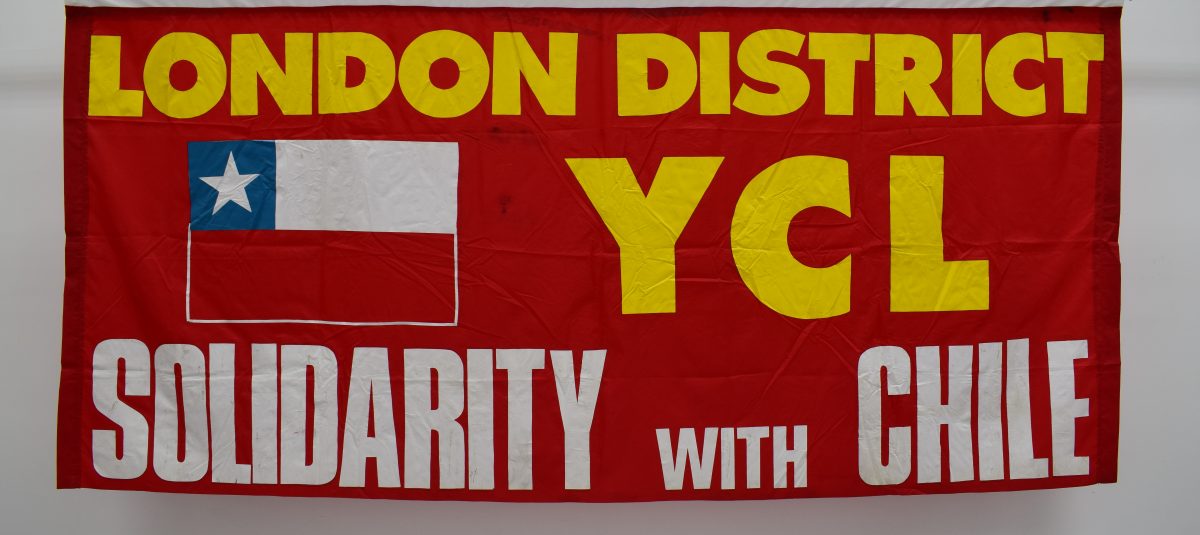 LONDON DISTRICT
YCL
SOLIDARITY WITH CHILE